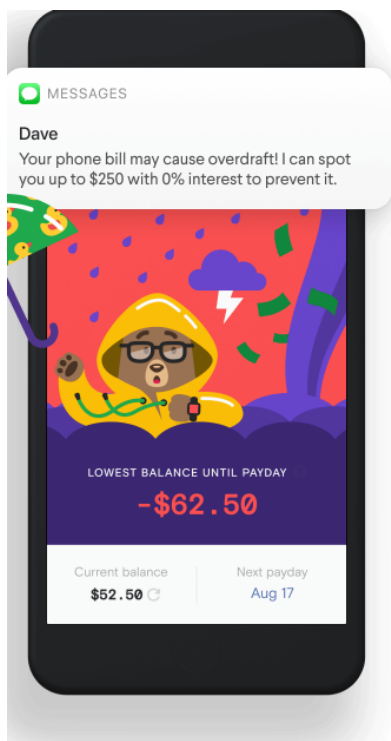 MESSAGES
Dave
Your phone bill may cause overdraft! I can spot
you up to $250 with 0% interest to prevent it.
LOWEST BALANCE UNTIL PAYDAY
-$62.50
Current balance
$52.50
Next payday
Aug 17